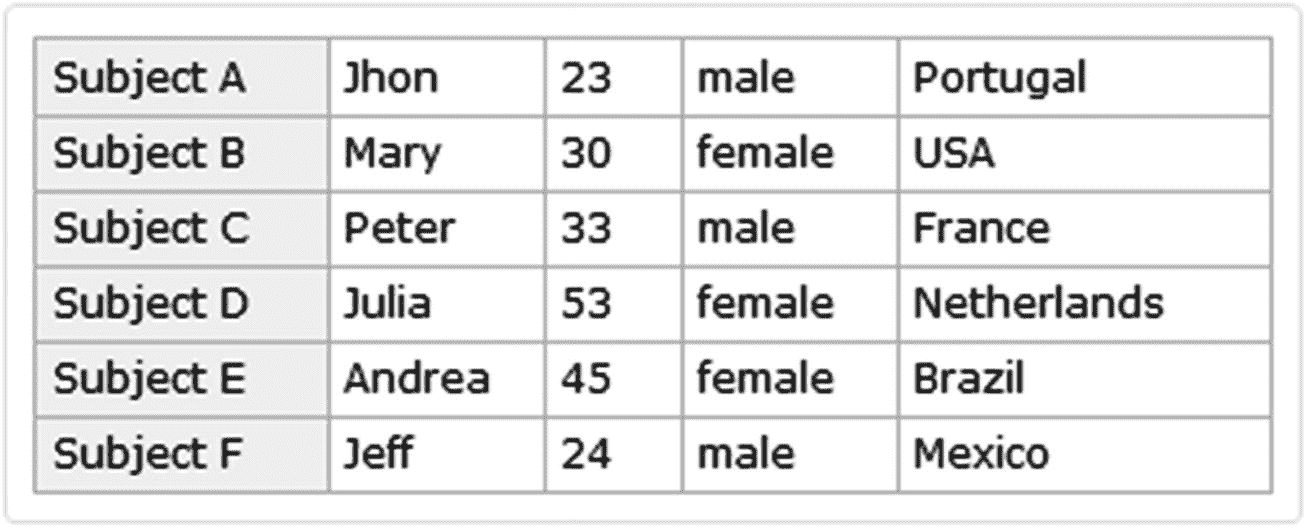 Subject A Jhon 23 male Portugal
Subject B Mary 30 female USA
Subject C Peter 33 male France
Subject D Julia 53 female Netherlands
Subject E Andrea 45 female Brazil
Subject F Jeff 24 male Mexico